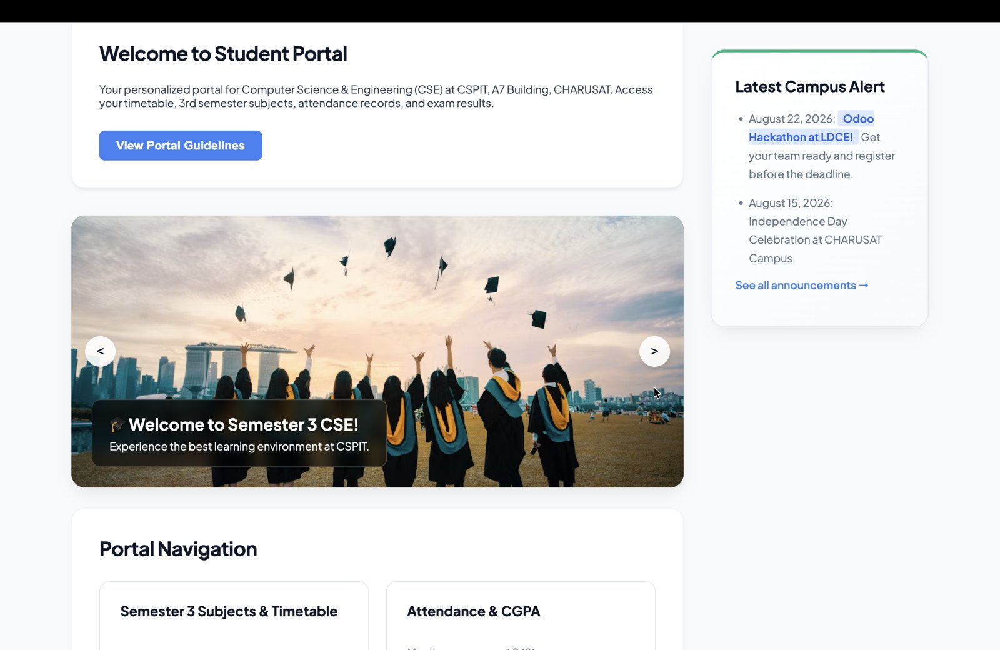 Welcome to Student Portal
Your personalized portal for Computer Science & Engineering (CSE) at CSPIT, A7 Building, CHARUSAT. Access
your timetable, 3rd semester subjects, attendance records, and exam results.
View Portal Guidelines
<
>
🎓 Welcome to Semester 3 CSE!
Experience the best learning environment at CSPIT.
Portal Navigation
Semester 3 Subjects & Timetable
Attendance & CGPA
Latest Campus Alert
• August 22, 2026: Odoo
Hackathon at LDCE! Get
your team ready and register
before the deadline.
• August 15, 2026:
Independence Day
Celebration at CHARUSAT
Campus.
See all announcements →